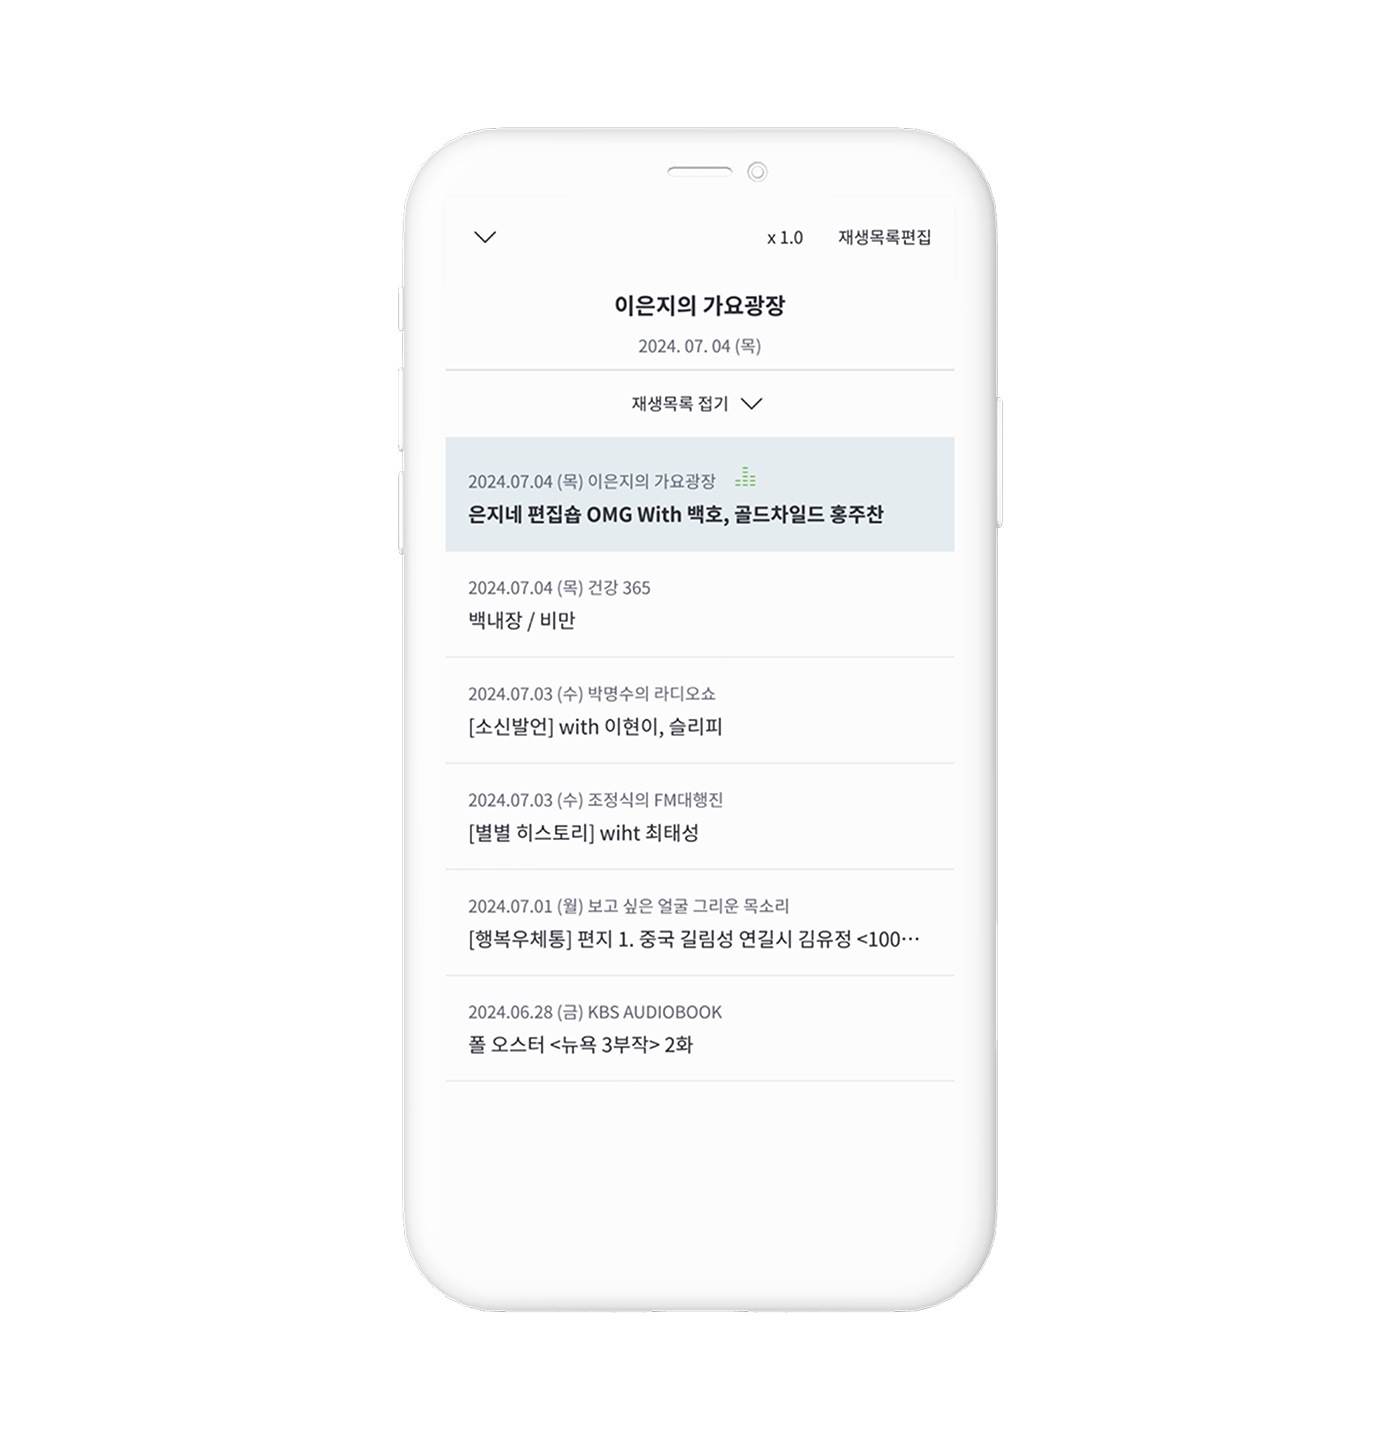 x 1.0 재생목록편집
이은지의 가요광장
2024. 07. 04 (목)
재생목록 접기
2024.07.04 (목) 이은지의 가요광장
은지네 편집숍 OMG With 백호, 골드차일드 홍주찬
2024.07.04 (목) 건강 365
백내장 / 비만
2024.07.03 (수) 박명수의 라디오쇼
[소신발언] with 이현이, 슬리피
2024.07.03 (수) 조정식의 FM대행진
[별별 히스토리] wiht 최태성
2024.07.01 (월) 보고 싶은 얼굴 그리운 목소리
[행복우체통] 편지 1. 중국 길림성 연길시 김유정 <100…
2024.06.28 (금) KBS AUDIOBOOK
폴 오스터 <뉴욕 3부작> 2화